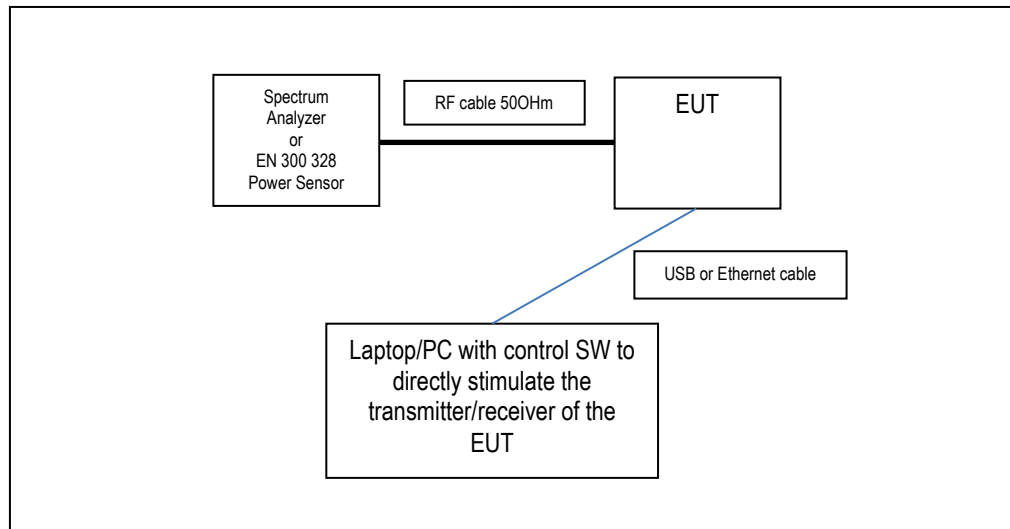 Spectrum
Analyzer
or
EN 300 328
Power Sensor
RF cable 50OHm
EUT
USB or Ethernet cable
Laptop/PC with control SW to
directly stimulate the
transmitter/receiver of the
EUT